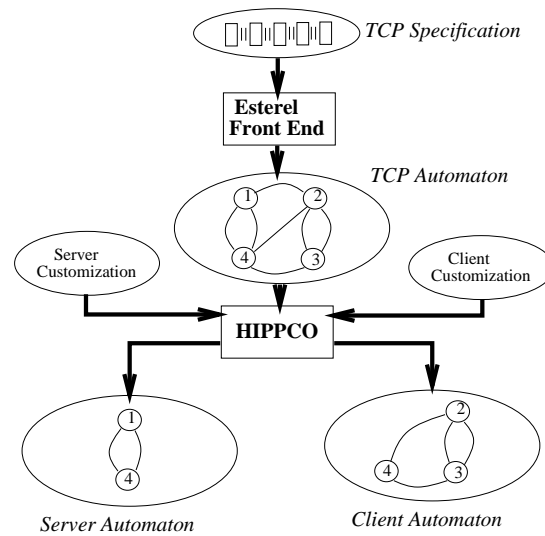 TCP Specification
Esterel
Front End
TCP Automaton
1
2
4
3
Server
Customization
Client
Customization
HIPPCO
1
4
2
4
3
Server Automaton
Client Automaton